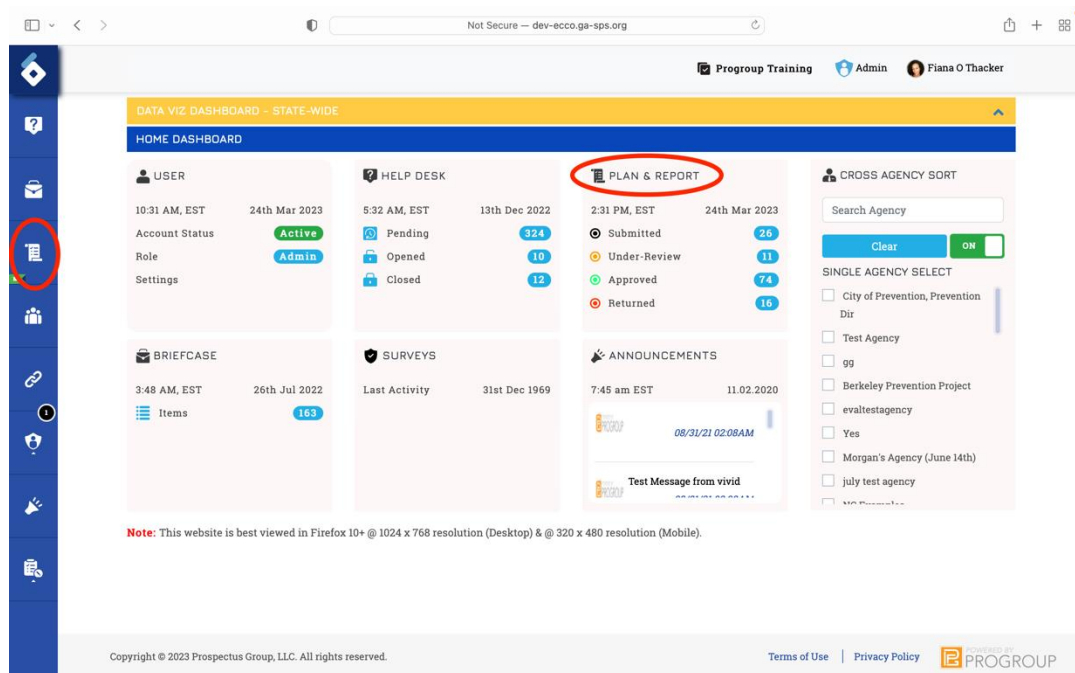 Not Secure — dev-ecco.ga-sps.org
Progroup Training
Admin
Fiana O Thacker
DATA VIZ DASHBOARD - STATE-WIDE
HOME DASHBOARD
USER
10:31 AM, EST 24th Mar 2023
Account Status Active
Role Admin
Settings
HELP DESK
5:32 AM, EST 13th Dec 2022
Pending 324
Opened 10
Closed 12
PLAN & REPORT
2:31 PM, EST 24th Mar 2023
Submitted 26
Under-Review 11
Approved 74
Returned 16
CROSS AGENCY SORT
Search Agency
Clear ON
SINGLE AGENCY SELECT
City of Prevention, Prevention
Dir
Test Agency
gg
Berkeley Prevention Project
evaltestagency
Yes
Morgan's Agency (June 14th)
july test agency
BRIEFCASE
3:48 AM, EST 26th Jul 2022
Items 163
SURVEYS
Last Activity 31st Dec 1969
ANNOUNCEMENTS
7:45 am EST 11.02.2020
PROGROUP
08/31/21 02:08AM
Test Message from vivid
PROGROUP
1
Note: This website is best viewed in Firefox 10+ @ 1024 x 768 resolution (Desktop) & @ 320 x 480 resolution (Mobile).
Copyright © 2023 Prospectus Group, LLC. All rights reserved.
Terms of Use | Privacy Policy
POWERED BY
PROGROUP